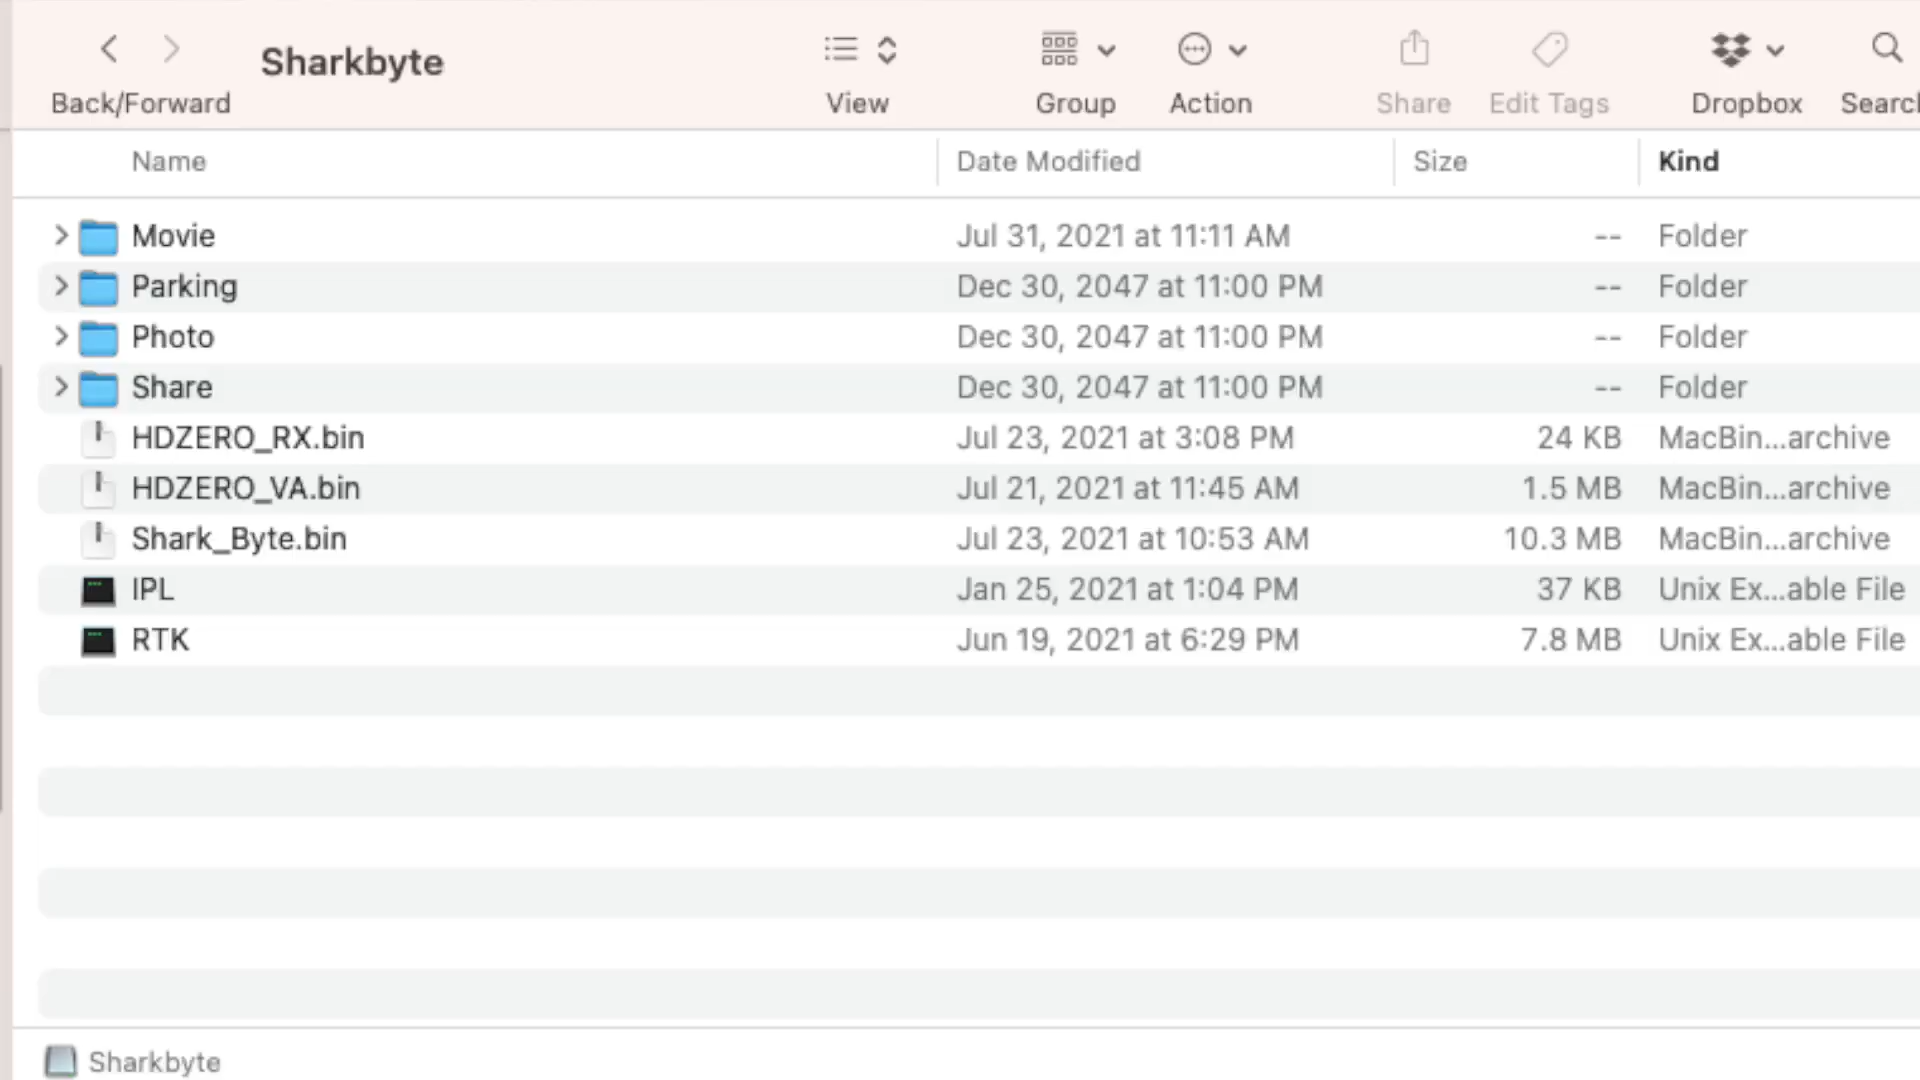 Sharkbyte
Back/Forward View Group Action Share Edit Tags Dropbox Search
Name Date Modified Size Kind
Movie Jul 31, 2021 at 11:11 AM -- Folder
Parking Dec 30, 2047 at 11:00 PM -- Folder
Photo Dec 30, 2047 at 11:00 PM -- Folder
Share Dec 30, 2047 at 11:00 PM -- Folder
HDZERO_RX.bin Jul 23, 2021 at 3:08 PM 24 KB MacBin...archive
HDZERO_VA.bin Jul 21, 2021 at 11:45 AM 1.5 MB MacBin...archive
Shark_Byte.bin Jul 23, 2021 at 10:53 AM 10.3 MB MacBin...archive
IPL Jan 25, 2021 at 1:04 PM 37 KB Unix Ex...able File
RTK Jun 19, 2021 at 6:29 PM 7.8 MB Unix Ex...able File
Sharkbyte